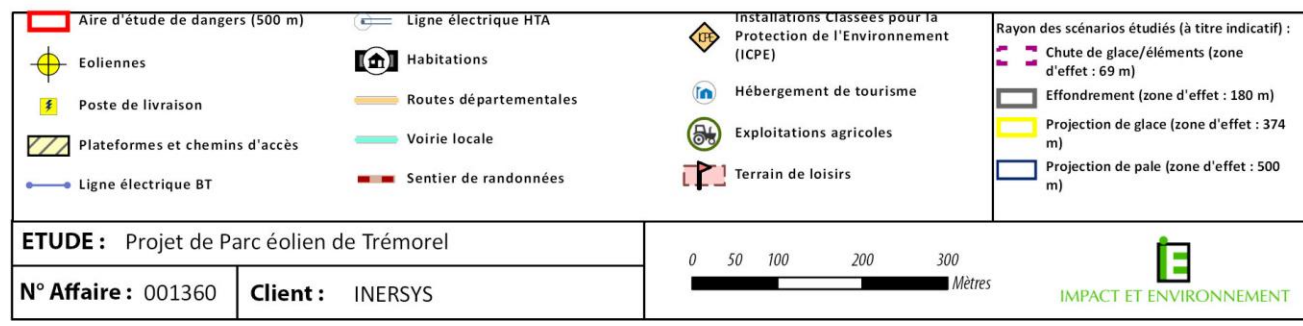 Aire d'étude de dangers (500 m)
Eoliennes
Poste de livraison
Plateformes et chemins d'accès
Ligne électrique BT
Ligne électrique HTA
Habitations
Routes départementales
Voirie locale
Sentier de randonnées
Installations Classées pour la
Protection de l'Environnement
(ICPE)
Hébergement de tourisme
Exploitations agricoles
Terrain de loisirs
Rayon des scénarios étudiés (à titre indicatif) :
Chute de glace/éléments (zone
d'effet : 69 m)
Effondrement (zone d'effet : 180 m)
Projection de glace (zone d'effet : 374
m)
Projection de pale (zone d'effet : 500
m)
ETUDE : Projet de Parc éolien de Trémorel
N° Affaire : 001360
Client : INERSYS
0 50 100 200 300
Mètres
IMPACT ET ENVIRONNEMENT